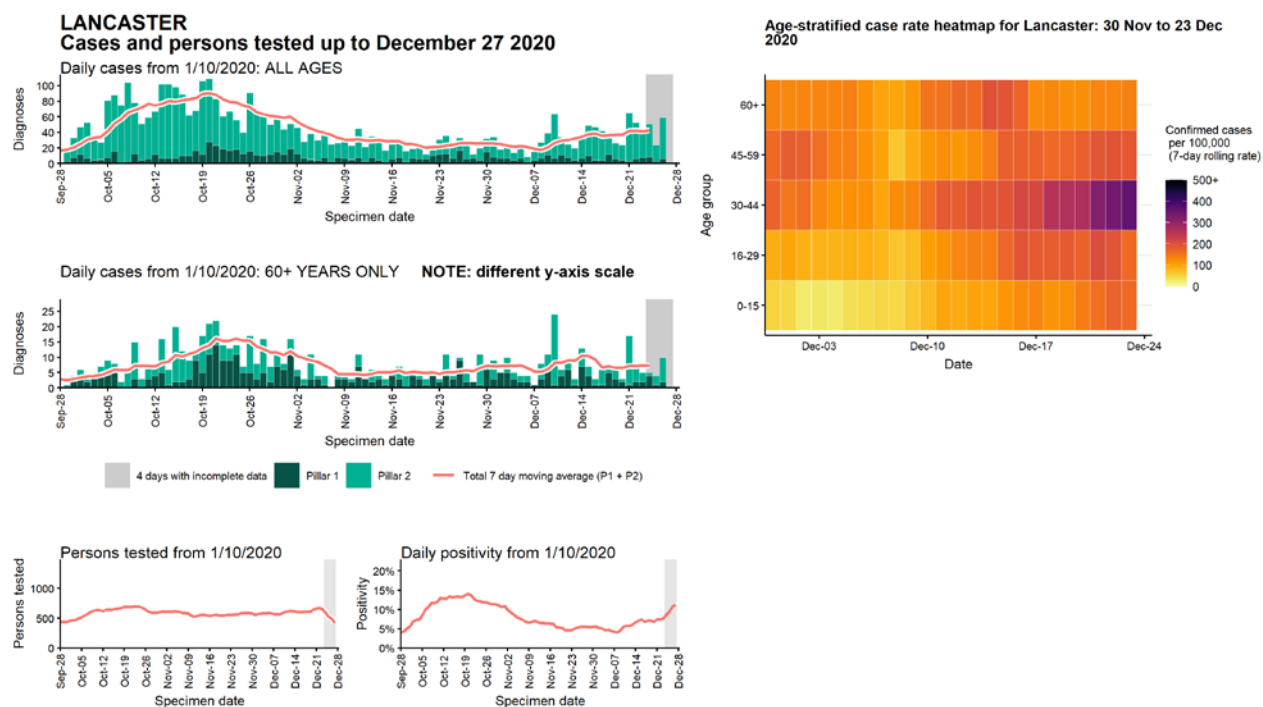 LANCASTER
Cases and persons tested up to December 27 2020
Daily cases from 1/10/2020: ALL AGES
Diagnoses
100
80
60
40
20
0
Sep-28
Oct-05
Oct-12
Oct-19
Oct-26
Nov-02
Nov-09
Nov-16
Nov-23
Nov-30
Dec-07
Dec-14
Dec-21
Dec-28
Specimen date
Daily cases from 1/10/2020: 60+ YEARS ONLY NOTE: different y-axis scale
Diagnoses
25
20
15
10
5
0
Sep-28
Oct-05
Oct-12
Oct-19
Oct-26
Nov-02
Nov-09
Nov-16
Nov-23
Nov-30
Dec-07
Dec-14
Dec-21
Dec-28
Specimen date
4 days with incomplete data Pillar 1 Pillar 2 Total 7 day moving average (P1 + P2)
Persons tested from 1/10/2020
Persons tested
1000
500
0
Sep-28
Oct-05
Oct-12
Oct-19
Oct-26
Nov-02
Nov-09
Nov-16
Nov-23
Nov-30
Dec-07
Dec-14
Dec-21
Dec-28
Specimen date
Daily positivity from 1/10/2020
Positivity
20%
15%
10%
5%
0%
Sep-28
Oct-05
Oct-12
Oct-19
Oct-26
Nov-02
Nov-09
Nov-16
Nov-23
Nov-30
Dec-07
Dec-14
Dec-21
Dec-28
Specimen date
Age-stratified case rate heatmap for Lancaster: 30 Nov to 23 Dec
2020
Age group
60+
45-59
30-44
16-29
0-15
Dec-03
Dec-10
Dec-17
Dec-24
Date
Confirmed cases
per 100,000
(7-day rolling rate)
500+
400
300
200
100
0